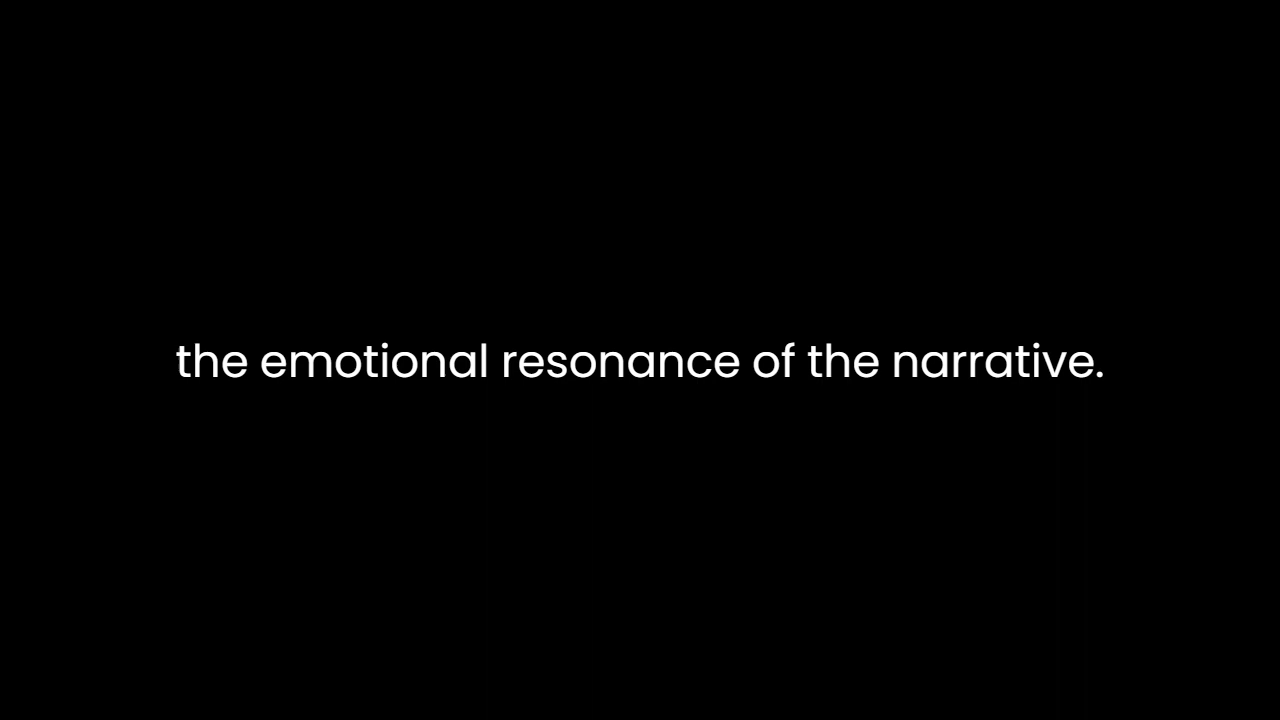 the emotional resonance of the narrative.